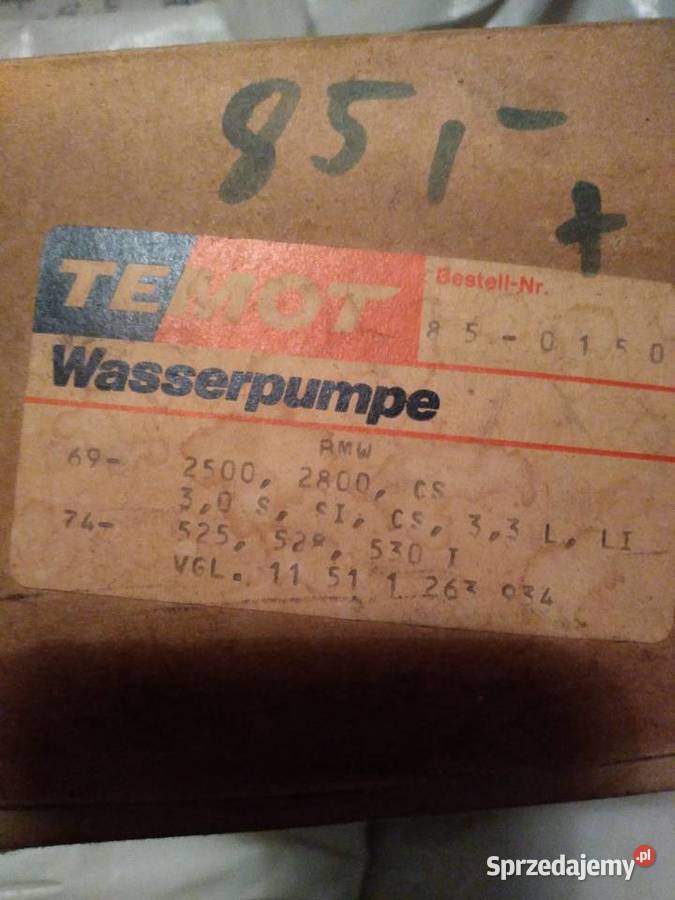 85,- +
TEMOT
Bestell-Nr.
85-0150
Wasserpumpe
BMW
69- 2500, 2800, CS
3,0 S, SI, CS, 3,3 L, LI
74- 525, 528, 530 I
VGL. 11 51 1 263 034
Sprzedajemy.pl